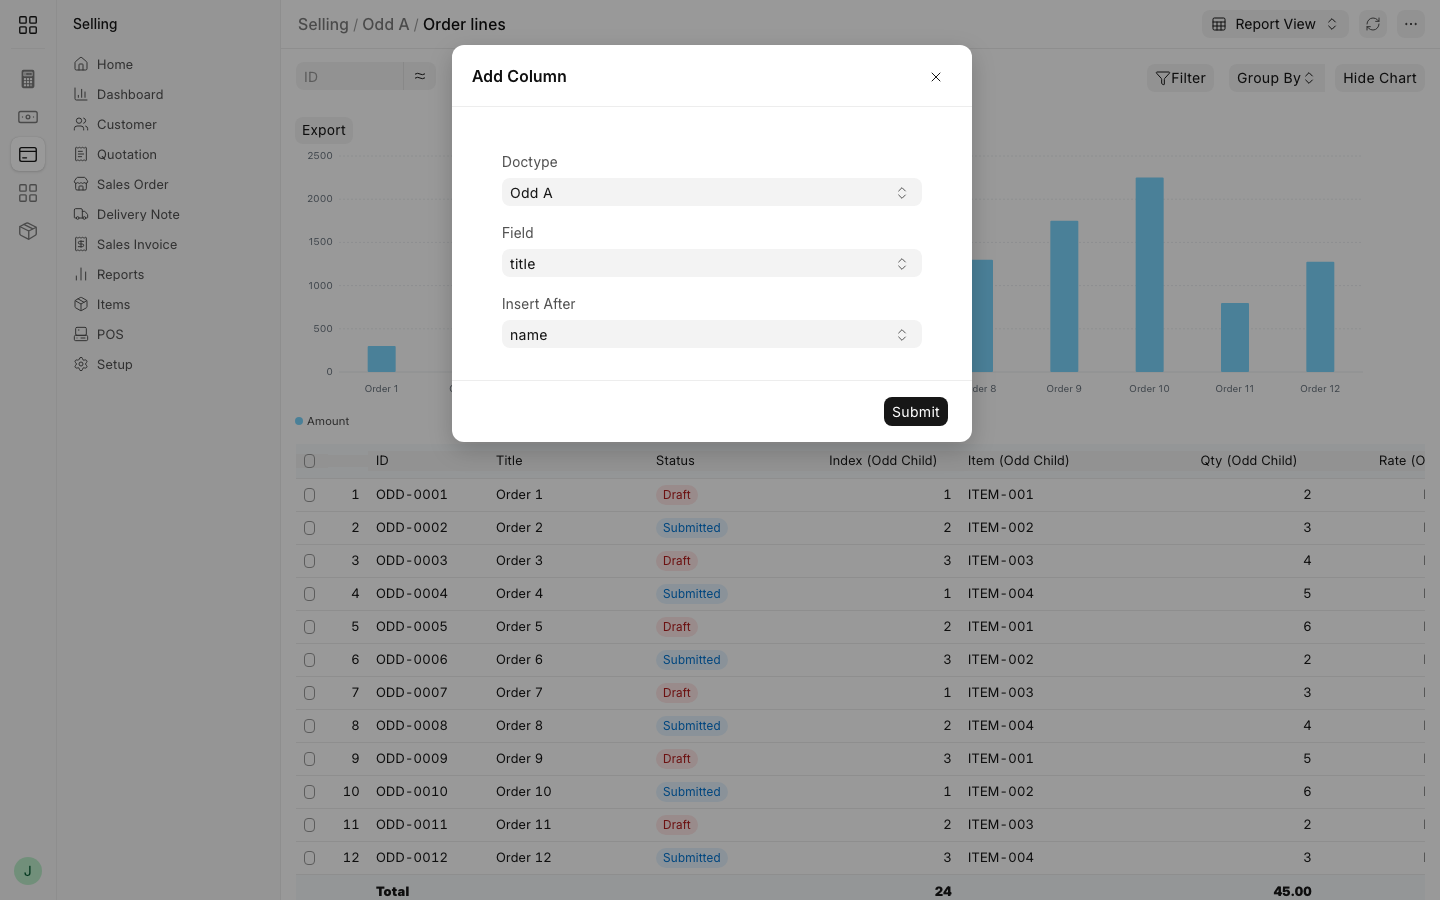 Selling
Selling / Odd A / Order lines
Report View
Home
Dashboard
Customer
Quotation
Sales Order
Delivery Note
Sales Invoice
Reports
Items
POS
Setup
J
ID
≈
Filter
Group By
Hide Chart
Export
2500
2000
1500
1000
500
0
Order 1
der 8
Order 9
Order 10
Order 11
Order 12
Amount
Add Column
Doctype
Odd A
Field
title
Insert After
name
Submit
ID Title Status Index (Odd Child) Item (Odd Child) Qty (Odd Child) Rate (O
1 ODD-0001 Order 1 Draft 1 ITEM-001 2
2 ODD-0002 Order 2 Submitted 2 ITEM-002 3
3 ODD-0003 Order 3 Draft 3 ITEM-003 4
4 ODD-0004 Order 4 Submitted 1 ITEM-004 5
5 ODD-0005 Order 5 Draft 2 ITEM-001 6
6 ODD-0006 Order 6 Submitted 3 ITEM-002 2
7 ODD-0007 Order 7 Draft 1 ITEM-003 3
8 ODD-0008 Order 8 Submitted 2 ITEM-004 4
9 ODD-0009 Order 9 Draft 3 ITEM-001 5
10 ODD-0010 Order 10 Submitted 1 ITEM-002 6
11 ODD-0011 Order 11 Draft 2 ITEM-003 2
12 ODD-0012 Order 12 Submitted 3 ITEM-004 3
Total 24 45.00